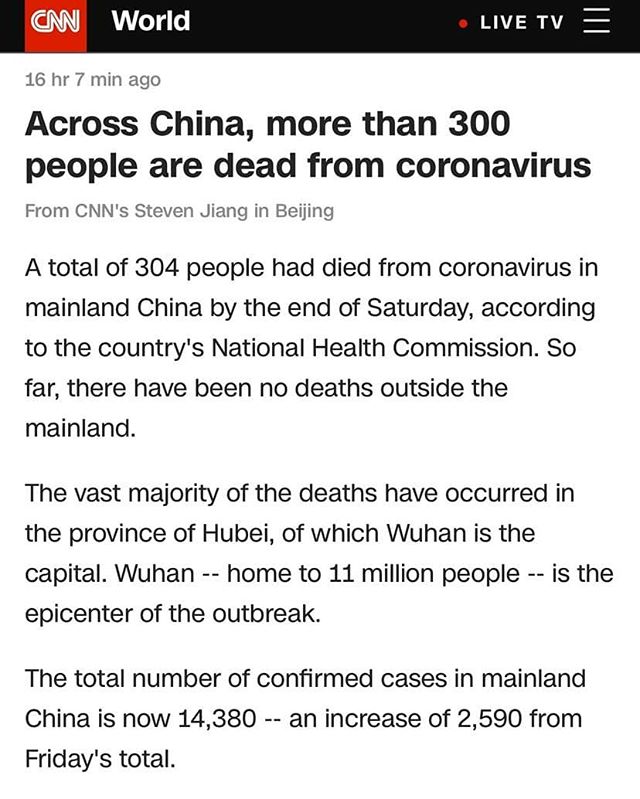 CNN World LIVE TV
16 hr 7 min ago
Across China, more than 300
people are dead from coronavirus
From CNN's Steven Jiang in Beijing
A total of 304 people had died from coronavirus in
mainland China by the end of Saturday, according
to the country's National Health Commission. So
far, there have been no deaths outside the
mainland.
The vast majority of the deaths have occurred in
the province of Hubei, of which Wuhan is the
capital. Wuhan -- home to 11 million people -- is the
epicenter of the outbreak.
The total number of confirmed cases in mainland
China is now 14,380 -- an increase of 2,590 from
Friday's total.